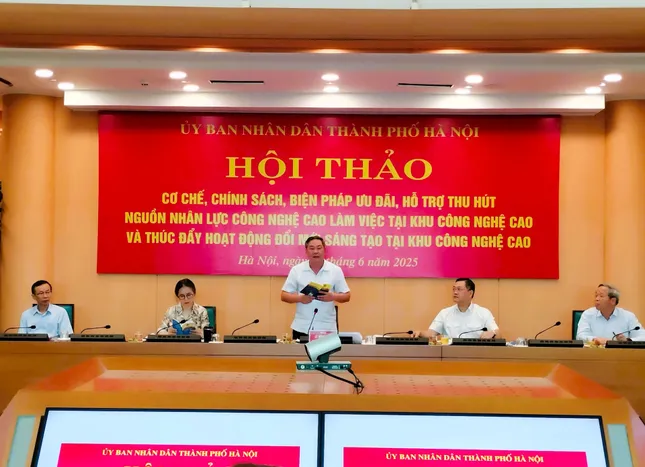 ỦY BAN NHÂN DÂN THÀNH PHỐ HÀ NỘI
HỘI THẢO
CƠ CHẾ, CHÍNH SÁCH, BIỆN PHÁP ƯU ĐÃI, HỖ TRỢ THU HÚT
NGUỒN NHÂN LỰC CÔNG NGHỆ CAO LÀM VIỆC TẠI KHU CÔNG NGHỆ CAO
VÀ THÚC ĐẨY HOẠT ĐỘNG ĐỔI MỚI SÁNG TẠO TẠI KHU CÔNG NGHỆ CAO
Hà Nội, ngày tháng 6 năm 2025
ỦY BAN NHÂN DÂN THÀNH PHỐ HÀ NỘI
ỦY BAN NHÂN DÂN THÀNH PHỐ HÀ NỘI